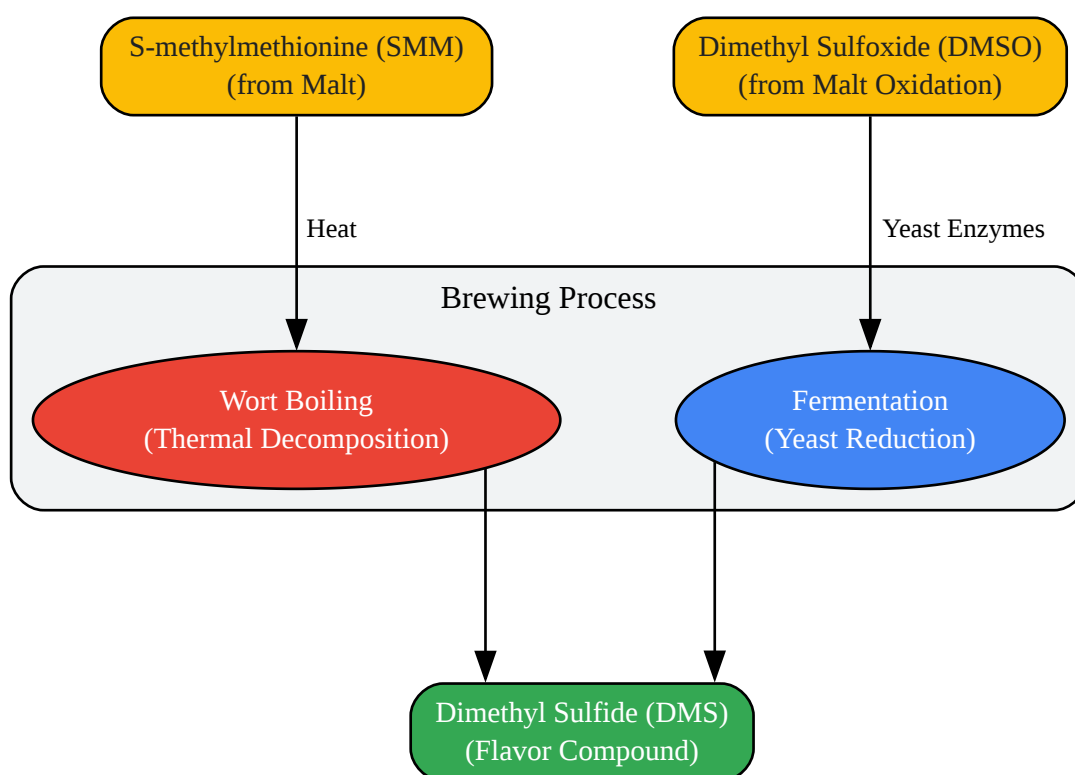 S-methylmethionine (SMM)
(from Malt)
Dimethyl Sulfoxide (DMSO)
(from Malt Oxidation)
Heat
Yeast Enzymes
Brewing Process
Wort Boiling
(Thermal Decomposition)
Fermentation
(Yeast Reduction)
Dimethyl Sulfide (DMS)
(Flavor Compound)